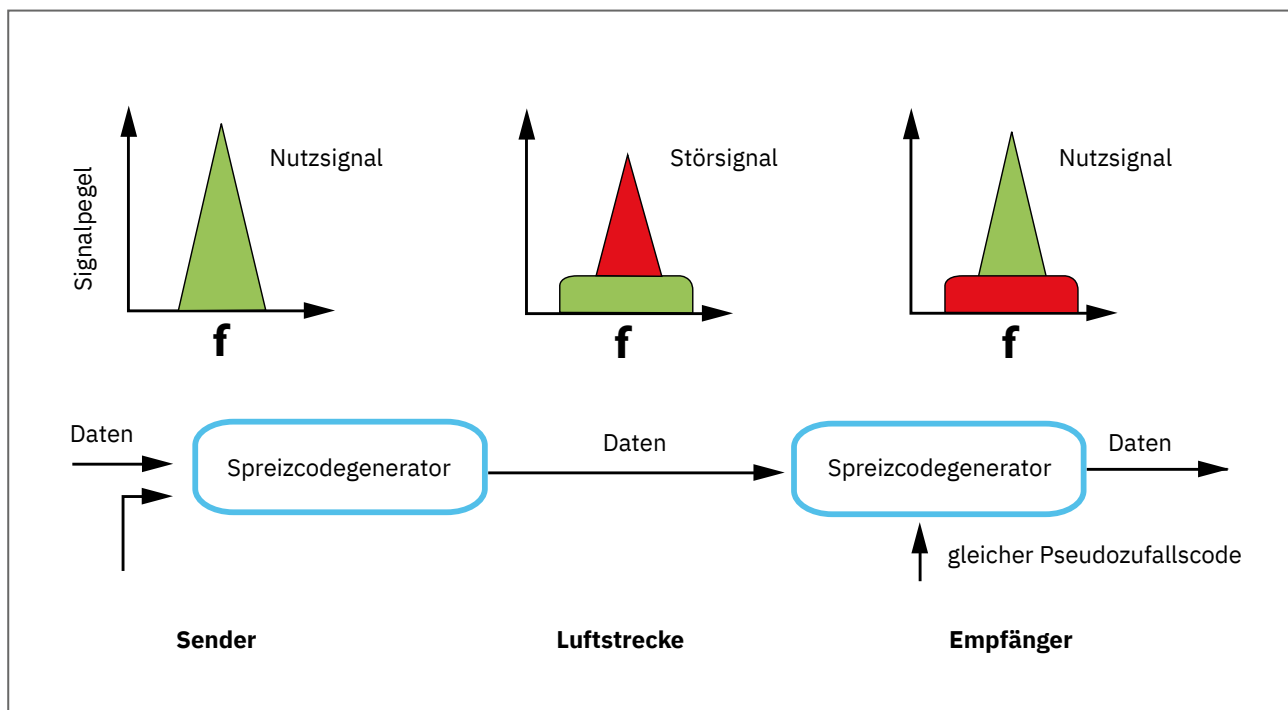 Signalpegel
Nutzsignal
f
Störsignal
f
Nutzsignal
f
Daten
Spreizcodegenerator
Daten
Spreizcodegenerator
Daten
gleicher Pseudozufallscode
Sender
Luftstrecke
Empfänger